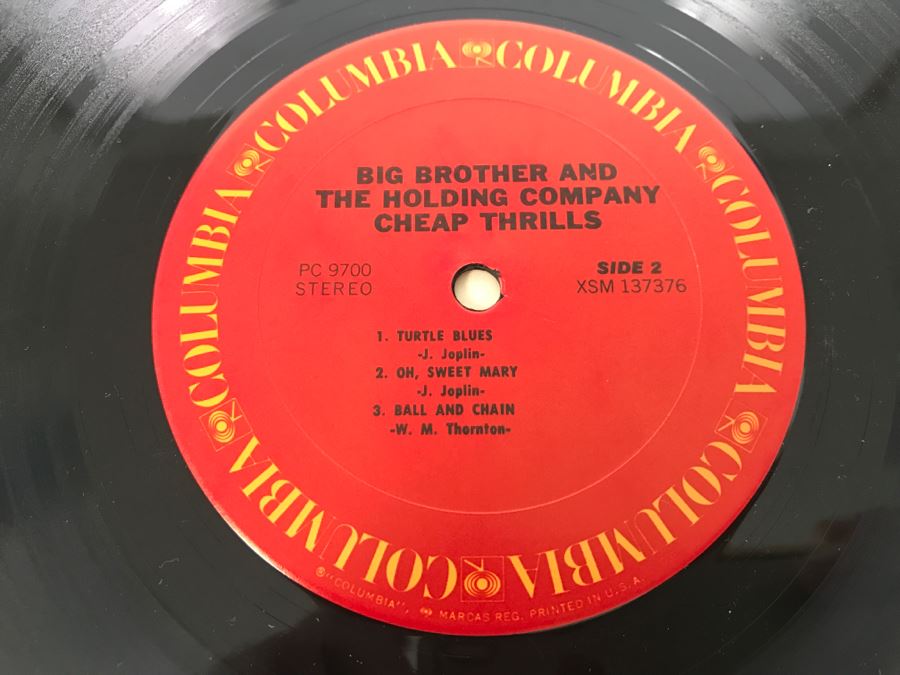 BIG BROTHER AND
THE HOLDING COMPANY
CHEAP THRILLS
PC 9700
STEREO
SIDE 2
XSM 137376
1. TURTLE BLUES
-J. Joplin-
2. OH, SWEET MARY
-J. Joplin-
3. BALL AND CHAIN
-W. M. Thornton-
COLUMBIA
COLUMBIA
COLUMBIA
COLUMBIA
COLUMBIA
COLUMBIA
®"COLUMBIA", MARCAS REG. PRINTED IN U.S.A.